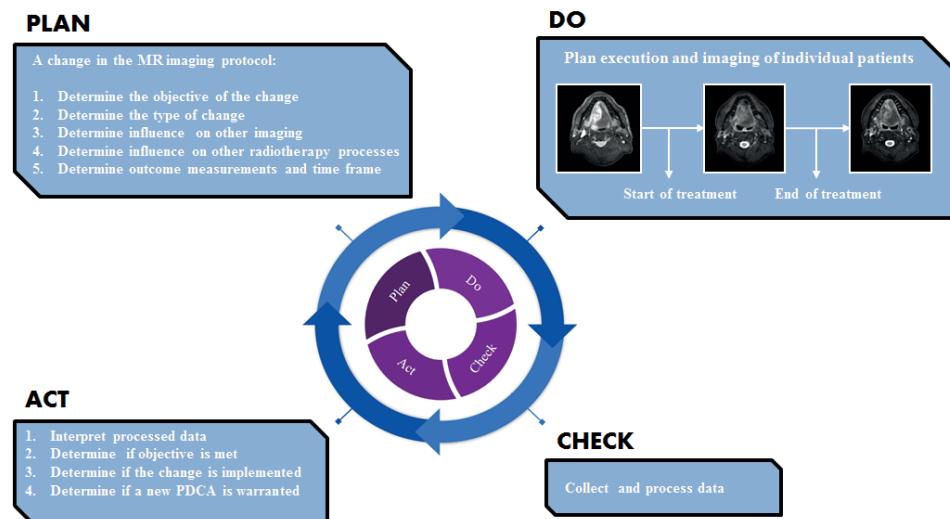 PLAN
A change in the MR imaging protocol:
1. Determine the objective of the change
2. Determine the type of change
3. Determine influence on other imaging
4. Determine influence on other radiotherapy processes
5. Determine outcome measurements and time frame
DO
Plan execution and imaging of individual patients
Start of treatment
End of treatment
Plan
Do
Check
Act
ACT
1. Interpret processed data
2. Determine if objective is met
3. Determine if the change is implemented
4. Determine if a new PDCA is warranted
CHECK
Collect and process data